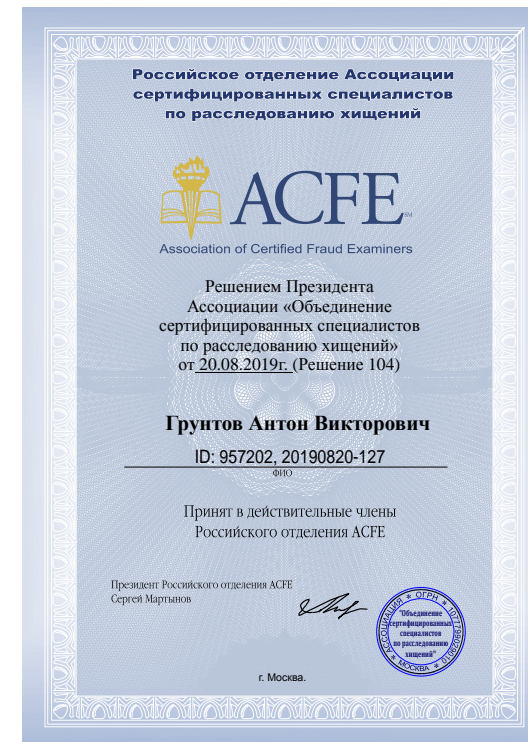 Российское отделение Ассоциации
сертифицированных специалистов
по расследованию хищений
ACFE
SM
Association of Certified Fraud Examiners
Решением Президента
Ассоциации «Объединение
сертифицированных специалистов
по расследованию хищений»
от 20.08.2019г. (Решение 104)
Грунтов Антон Викторович
ID: 957202, 20190820-127
ФИО
Принят в действительные члены
Российского отделения ACFE
Президент Российского отделения ACFE
Сергей Мартынов
АССОЦИАЦИЯ * ОГРН *
"Объединение
сертифицированных
специалистов
по расследованию
хищений"
* МОСКВА *
г. Москва.